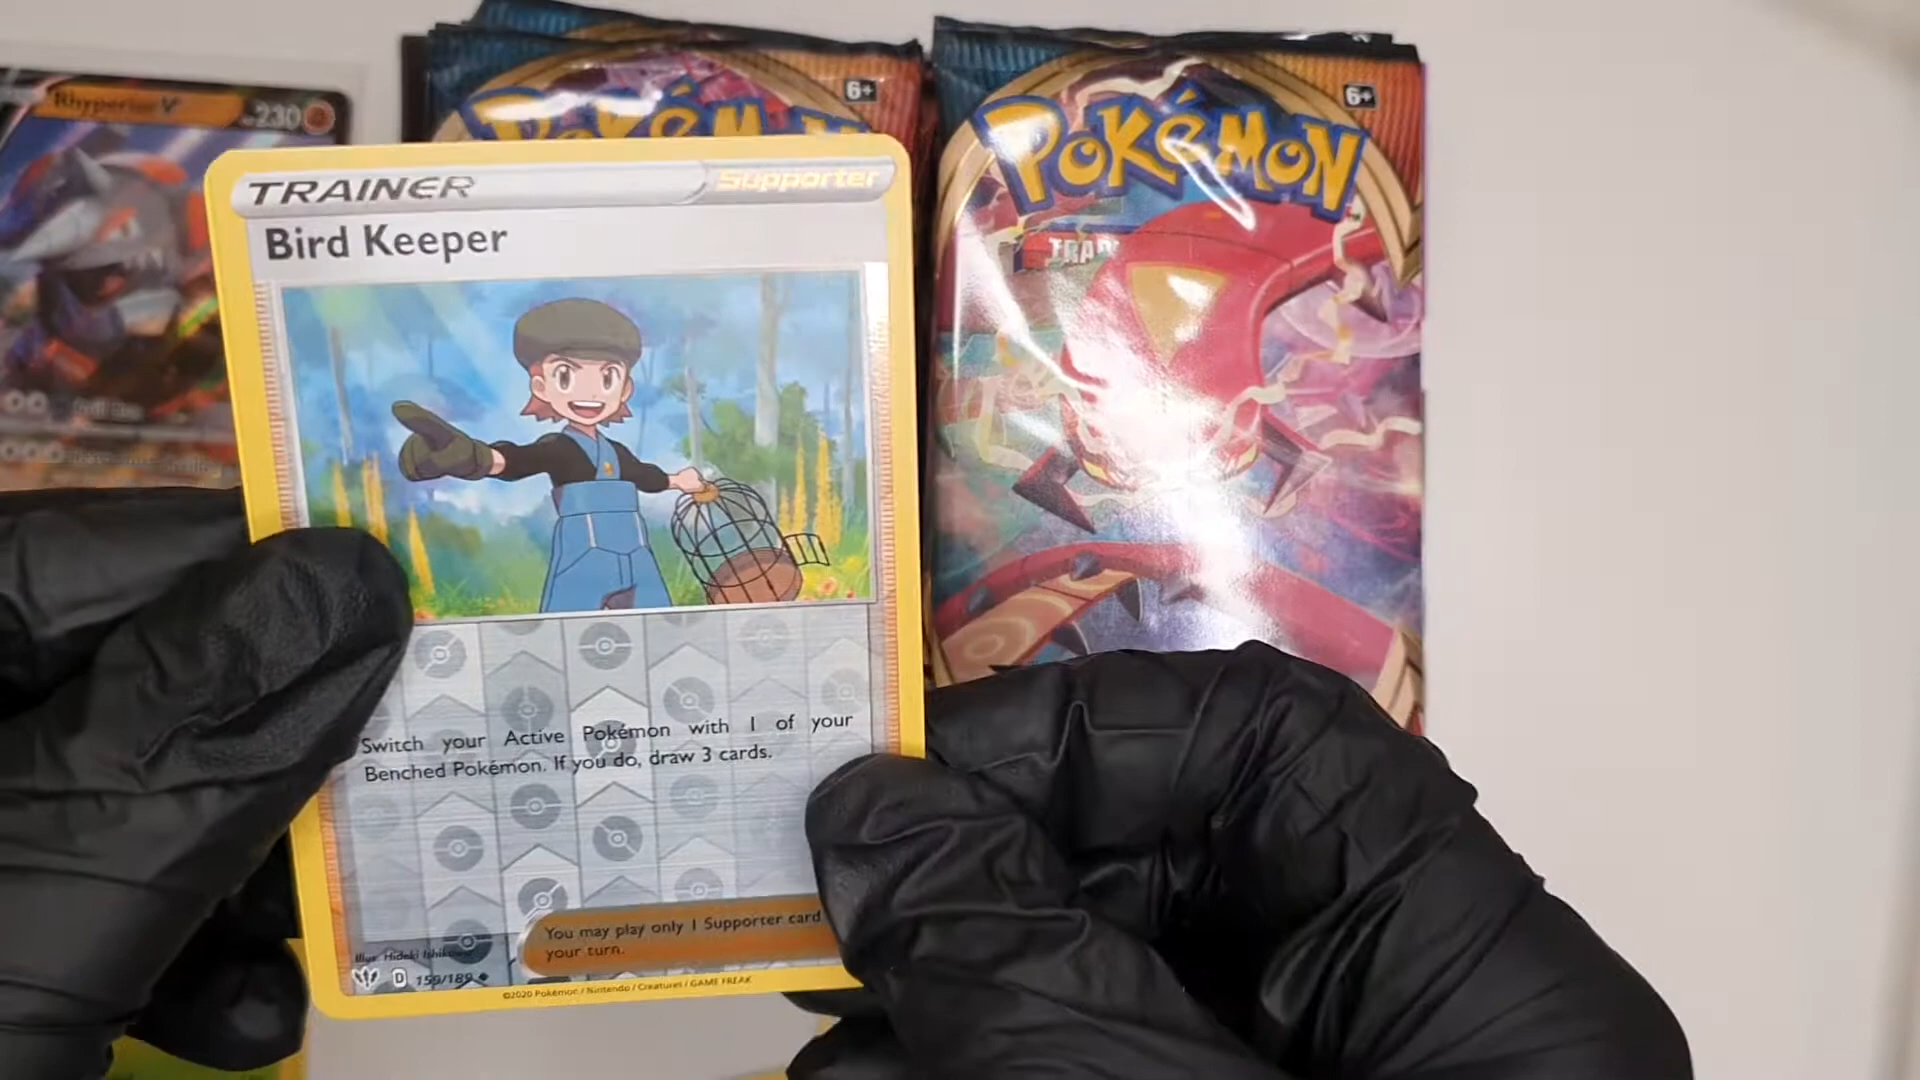 Rhyperior V 230
POKÉMON
6+
POKÉMON
6+
TRAINER Supporter
Bird Keeper
Switch your Active Pokémon with 1 of your
Benched Pokémon. If you do, draw 3 cards.
You may play only 1 Supporter card
your turn.
Illus. Hideki Ishikawa
D 159/189
©2020 Pokémon / Nintendo / Creatures / GAME FREAK